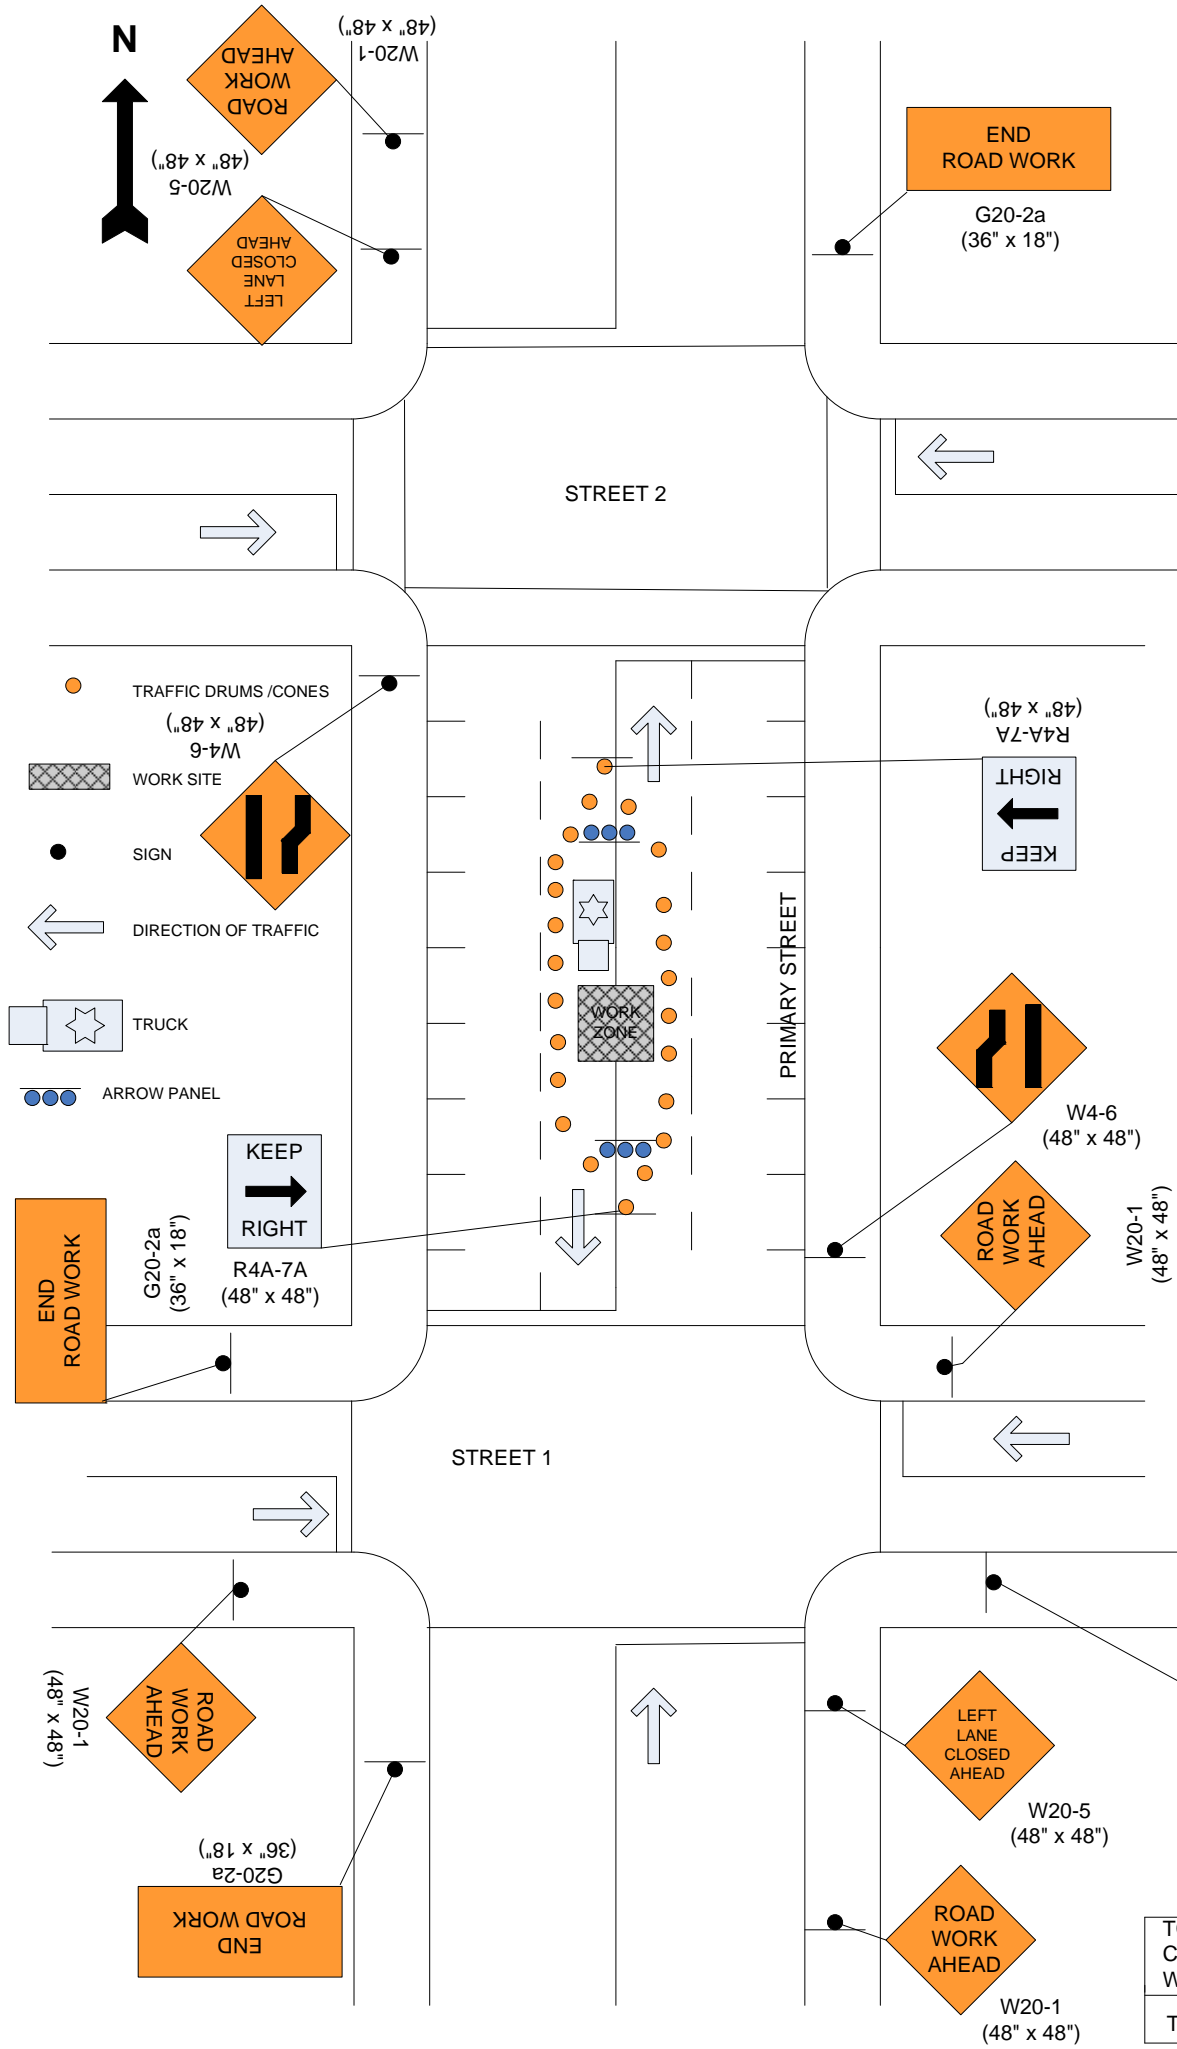 N
ROAD
WORK
AHEAD
W20-1
(48" x 48")
W20-5
(48" x 48")
LEFT
LANE
CLOSED
AHEAD
END
ROAD WORK
G20-2a
(36" x 18")
STREET 2
TRAFFIC DRUMS /CONES
W4-6
(48" x 48")
WORK SITE
SIGN
DIRECTION OF TRAFFIC
TRUCK
ARROW PANEL
R4A-7A
(48" x 48")
KEEP
RIGHT
PRIMARY STREET
WORK
ZONE
W4-6
(48" x 48")
KEEP
RIGHT
R4A-7A
(48" x 48")
END
ROAD WORK
G20-2a
(36" x 18")
ROAD
WORK
AHEAD
W20-1
(48" x 48")
STREET 1
ROAD
WORK
AHEAD
W20-1
(48" x 48")
LEFT
LANE
CLOSED
AHEAD
W20-5
(48" x 48")
G20-2a
(36" x 18")
END
ROAD WORK
ROAD
WORK
AHEAD
W20-1
(48" x 48")